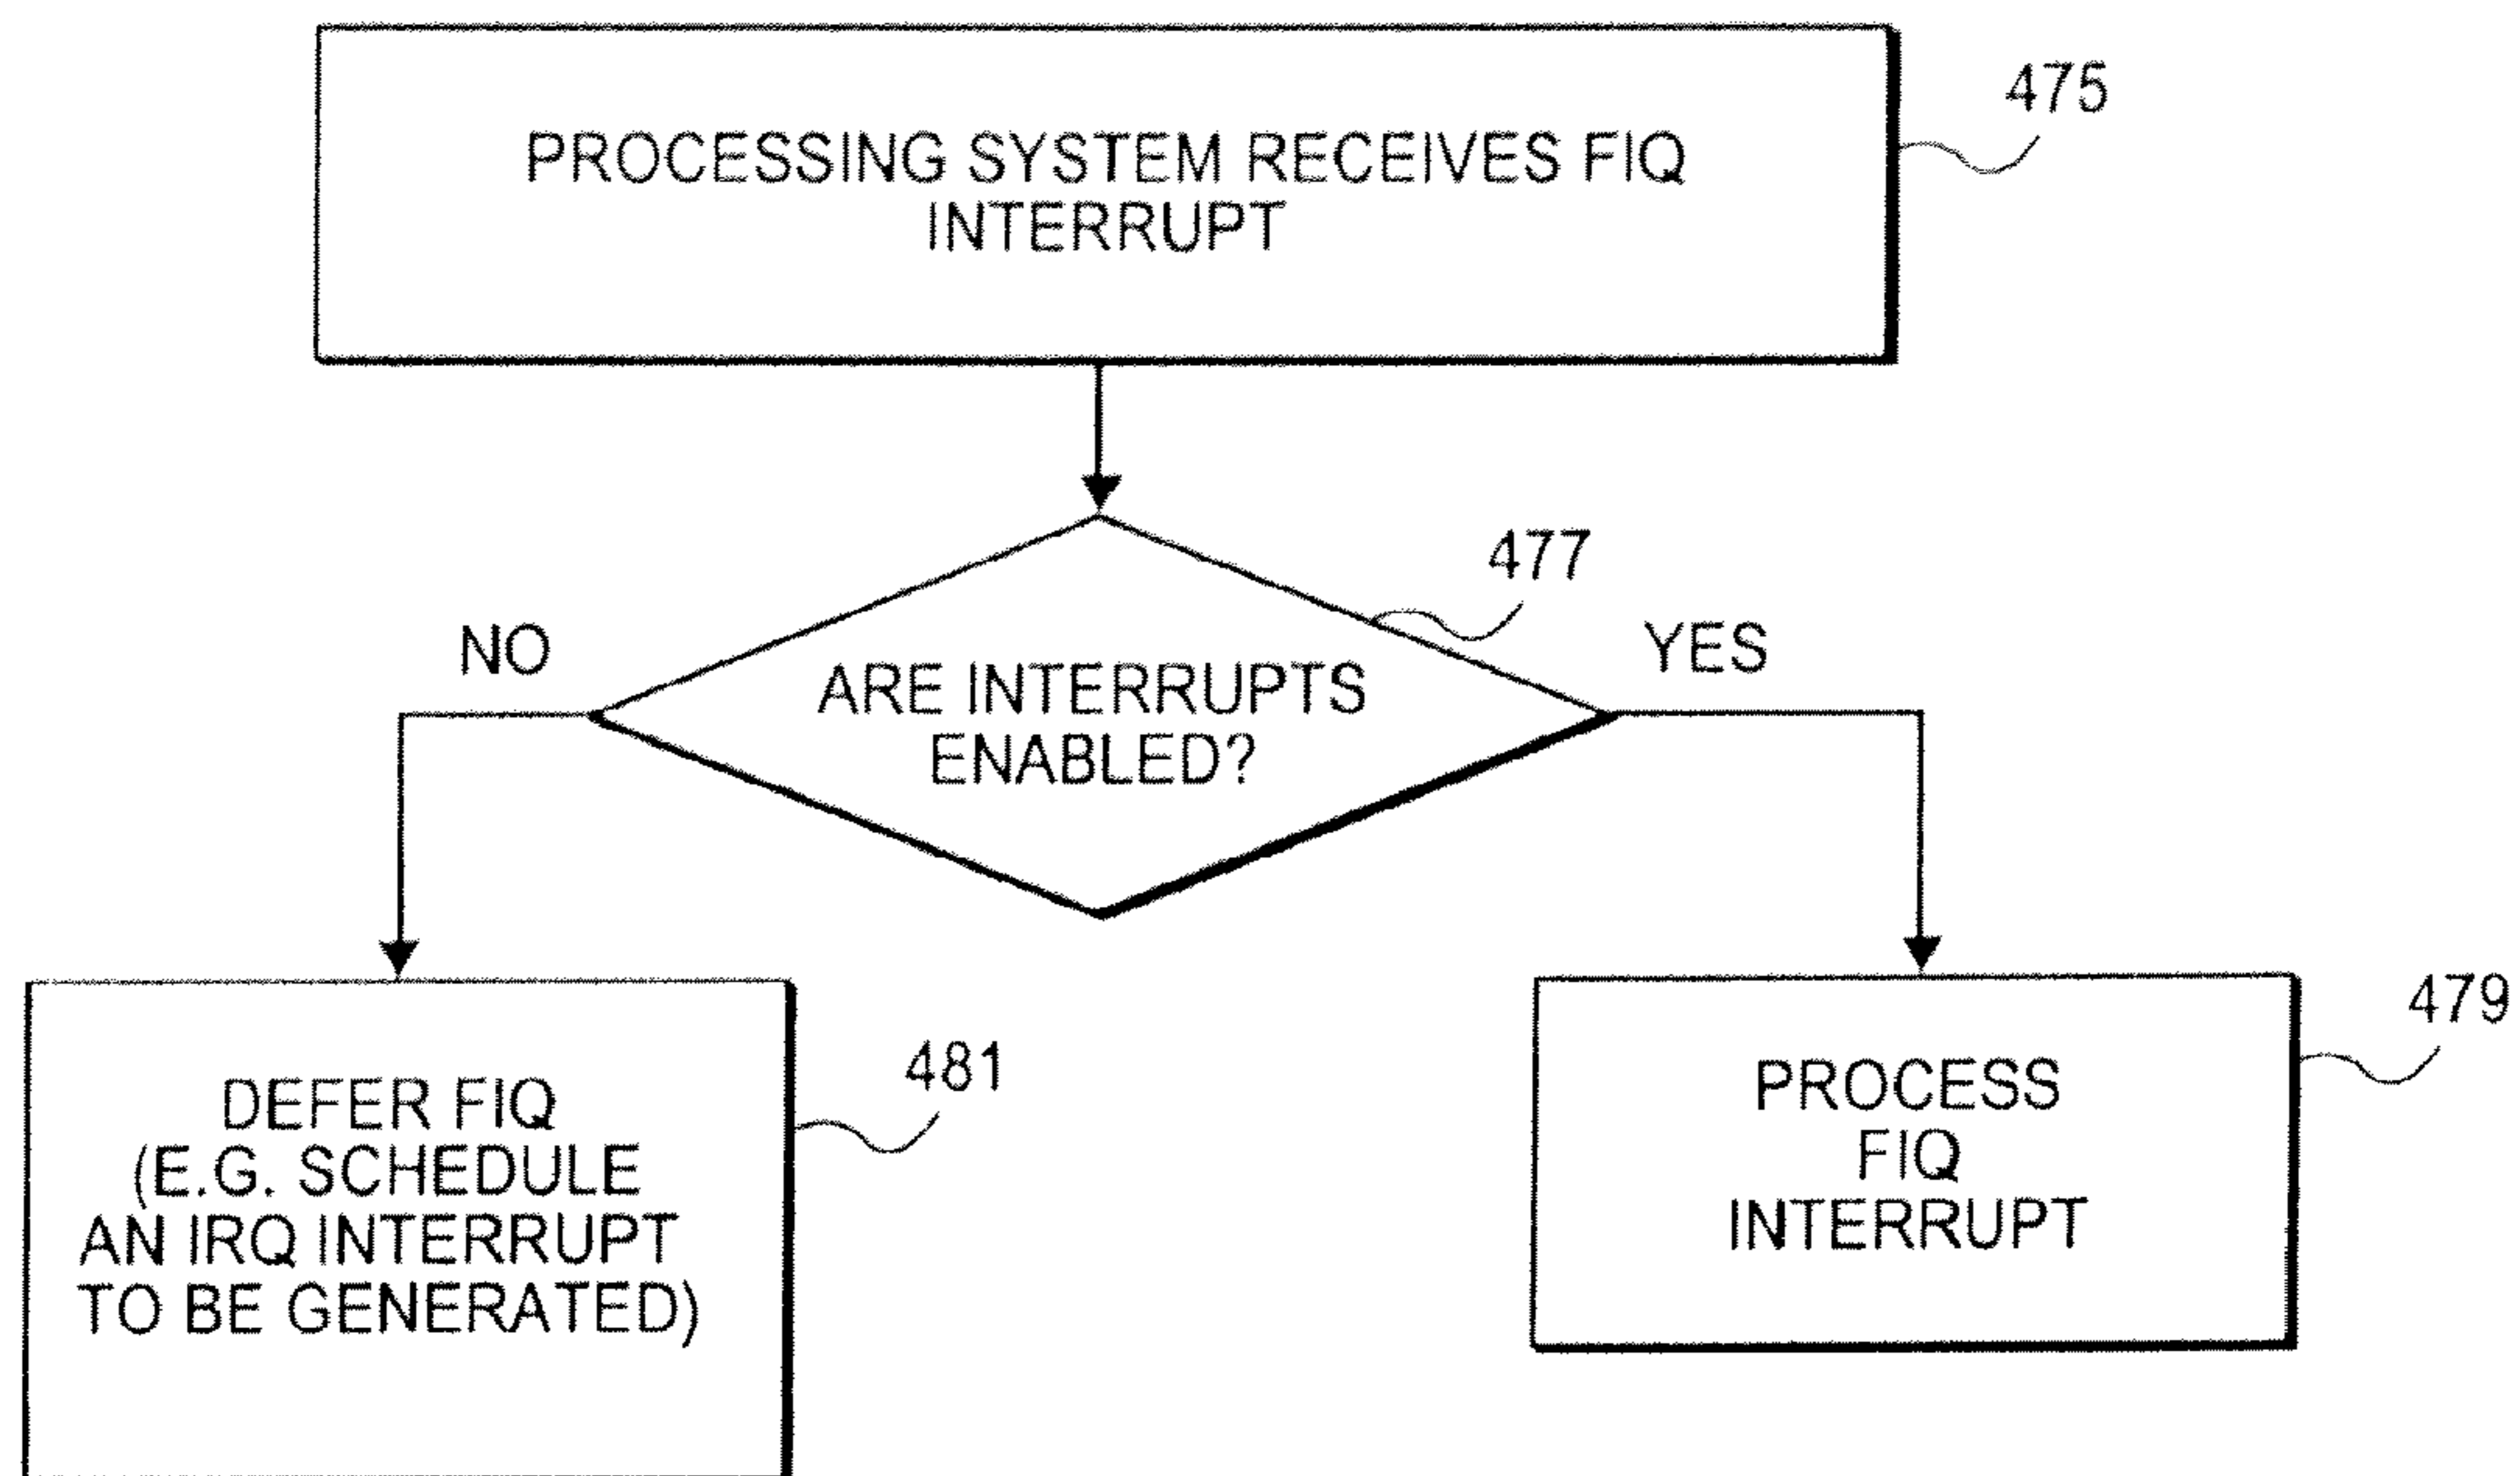 PROCESSING SYSTEM RECEIVES FIQ
INTERRUPT
475
477
NO
YES
ARE INTERRUPTS
ENABLED?
DEFER FIQ
(E.G. SCHEDULE
AN IRQ INTERRUPT
TO BE GENERATED)
481
PROCESS
FIQ
INTERRUPT
479